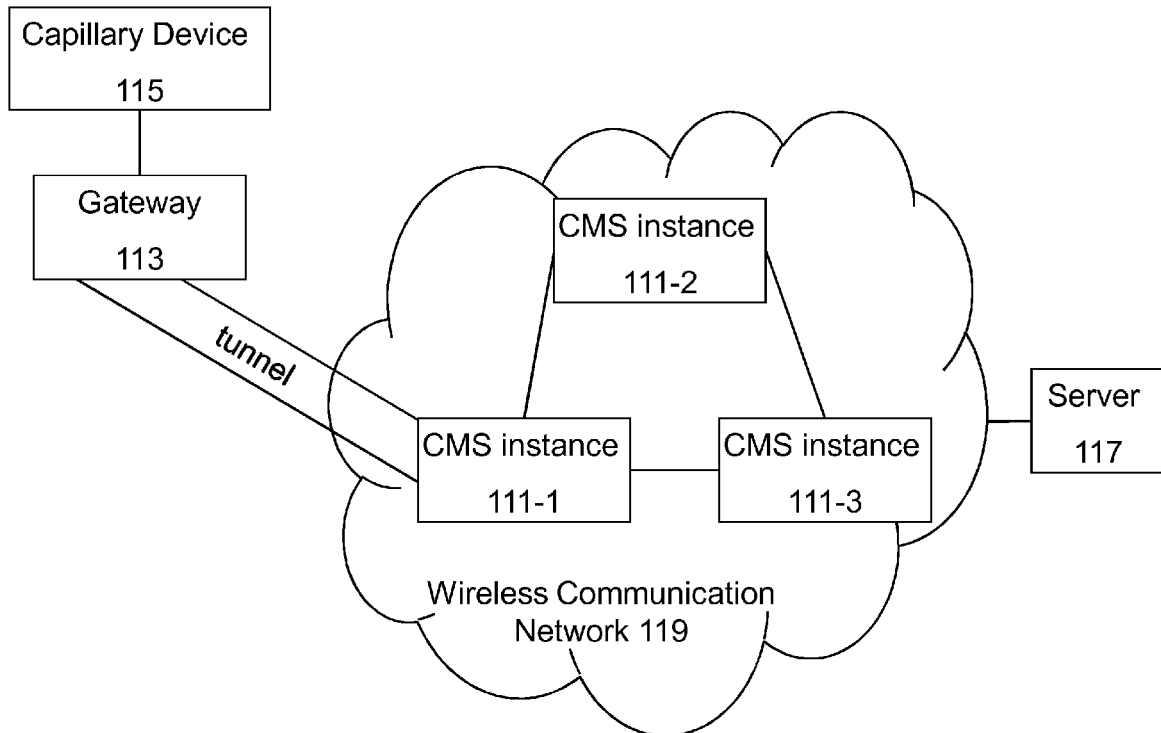 Capillary Device
115
Gateway
113
tunnel
CMS instance
111-2
CMS instance
111-1
CMS instance
111-3
Server
117
Wireless Communication
Network 119